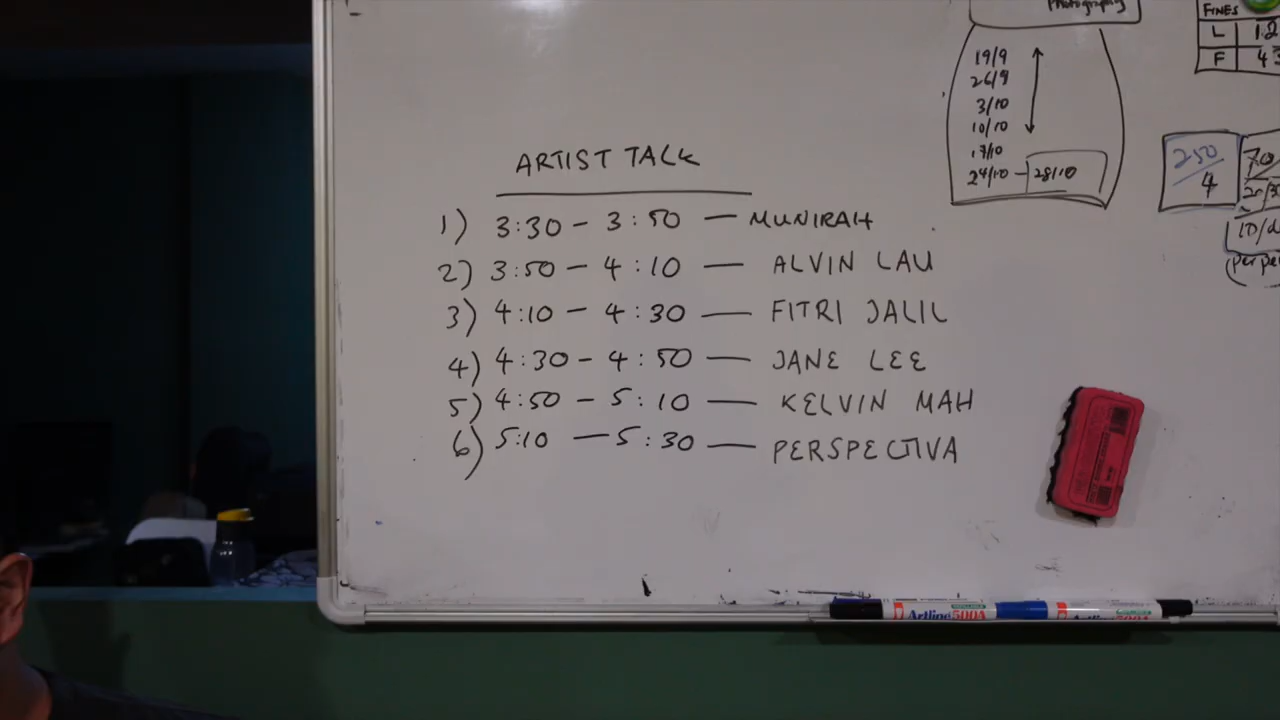 ARTIST TALK
1) 3:30 – 3:50 — MUNIRAH
2) 3:50 – 4:10 — ALVIN LAU
3) 4:10 – 4:30 — FITRI JALIL
4) 4:30 – 4:50 — JANE LEE
5) 4:50 – 5:10 — KELVIN MAH
6) 5:10 — 5:30 — PERSPECTIVA
Photography
19/9
26/9
3/10
10/10
17/10
24/10 – 28/10
FINES
L
F
250/4
Artline 500A
Artline 500A